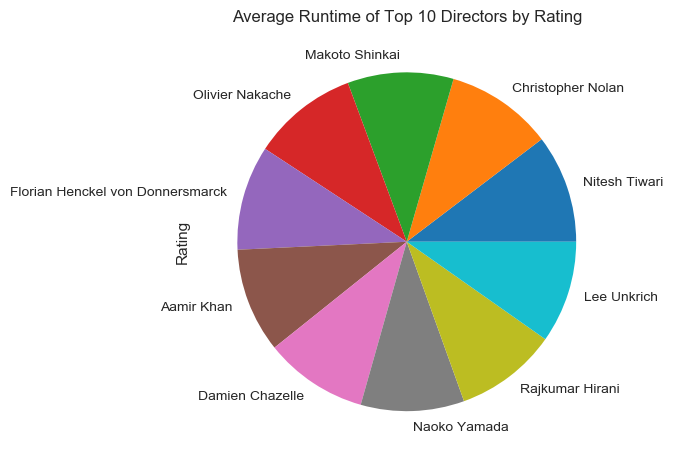 Average Runtime of Top 10 Directors by Rating
Makoto Shinkai
Christopher Nolan
Olivier Nakache
Nitesh Tiwari
Florian Henckel von Donnersmarck
Rating
Lee Unkrich
Aamir Khan
Rajkumar Hirani
Damien Chazelle
Naoko Yamada